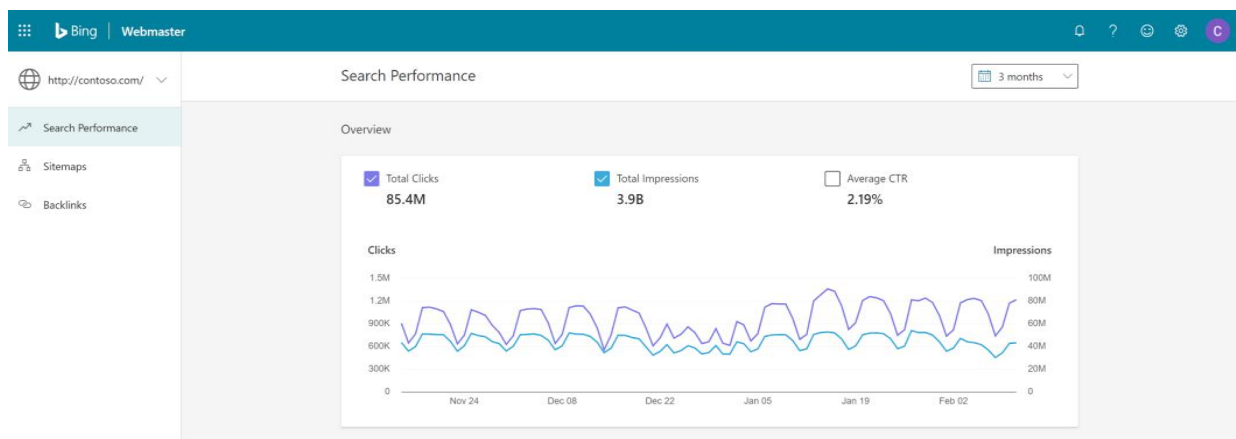 Bing | Webmaster
?
C
http://contoso.com/
Search Performance
3 months
Search Performance
Sitemaps
Backlinks
Overview
Total Clicks
85.4M
Total Impressions
3.9B
Average CTR
2.19%
Clicks
Impressions
1.5M
1.2M
900K
600K
300K
0
100M
80M
60M
40M
20M
0
Nov 24
Dec 08
Dec 22
Jan 05
Jan 19
Feb 02